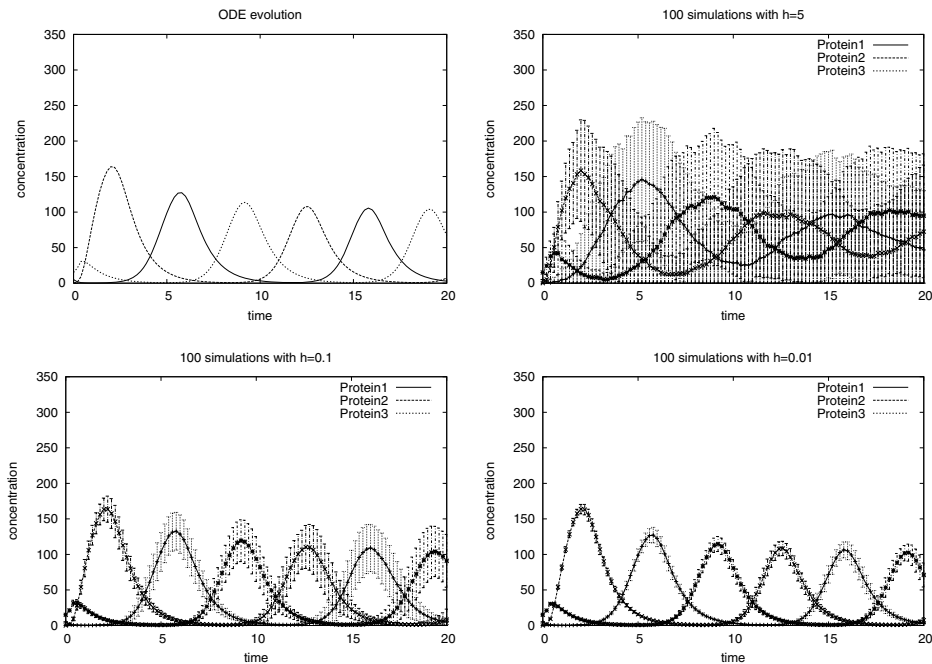 ODE evolution
350
300
250
200
150
100
50
0
concentration
0 5 10 15 20
time
100 simulations with h=5
Protein1
Protein2
Protein3
350
300
250
200
150
100
50
0
concentration
0 5 10 15 20
time
100 simulations with h=0.1
Protein1
Protein2
Protein3
350
300
250
200
150
100
50
0
concentration
0 5 10 15 20
time
100 simulations with h=0.01
Protein1
Protein2
Protein3
350
300
250
200
150
100
50
0
concentration
0 5 10 15 20
time